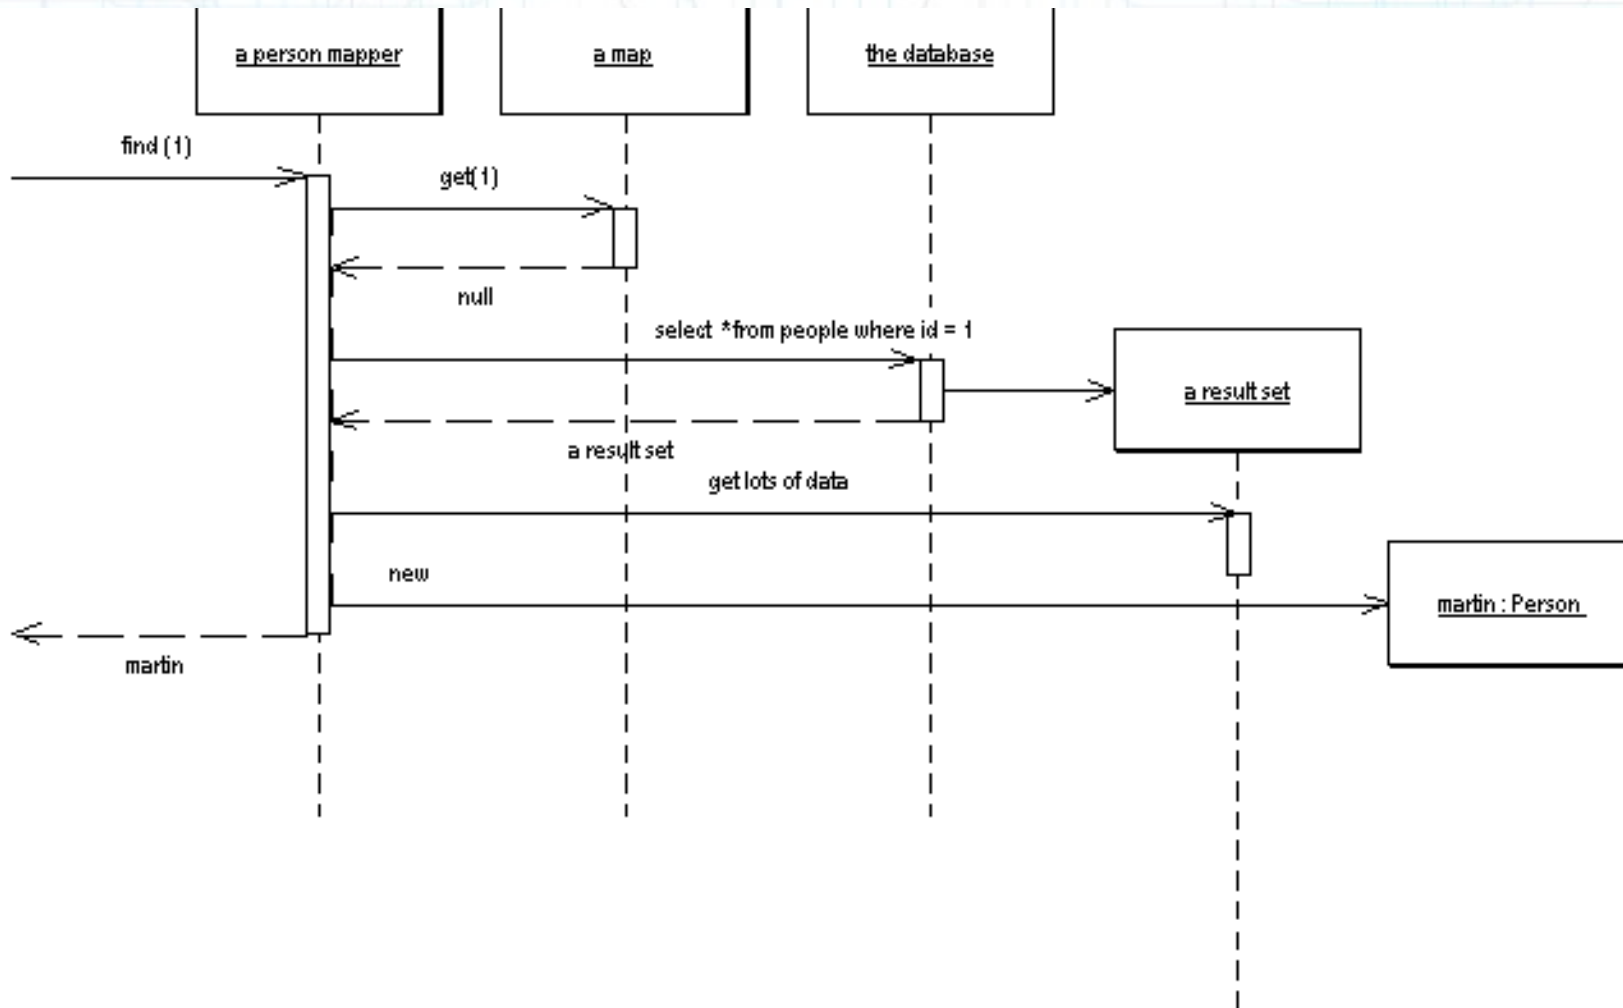 a person mapper
a map
the database
find (1)
get(1)
null
select *from people where id = 1
a result set
a result set
get lots of data
new
martin : Person
martin